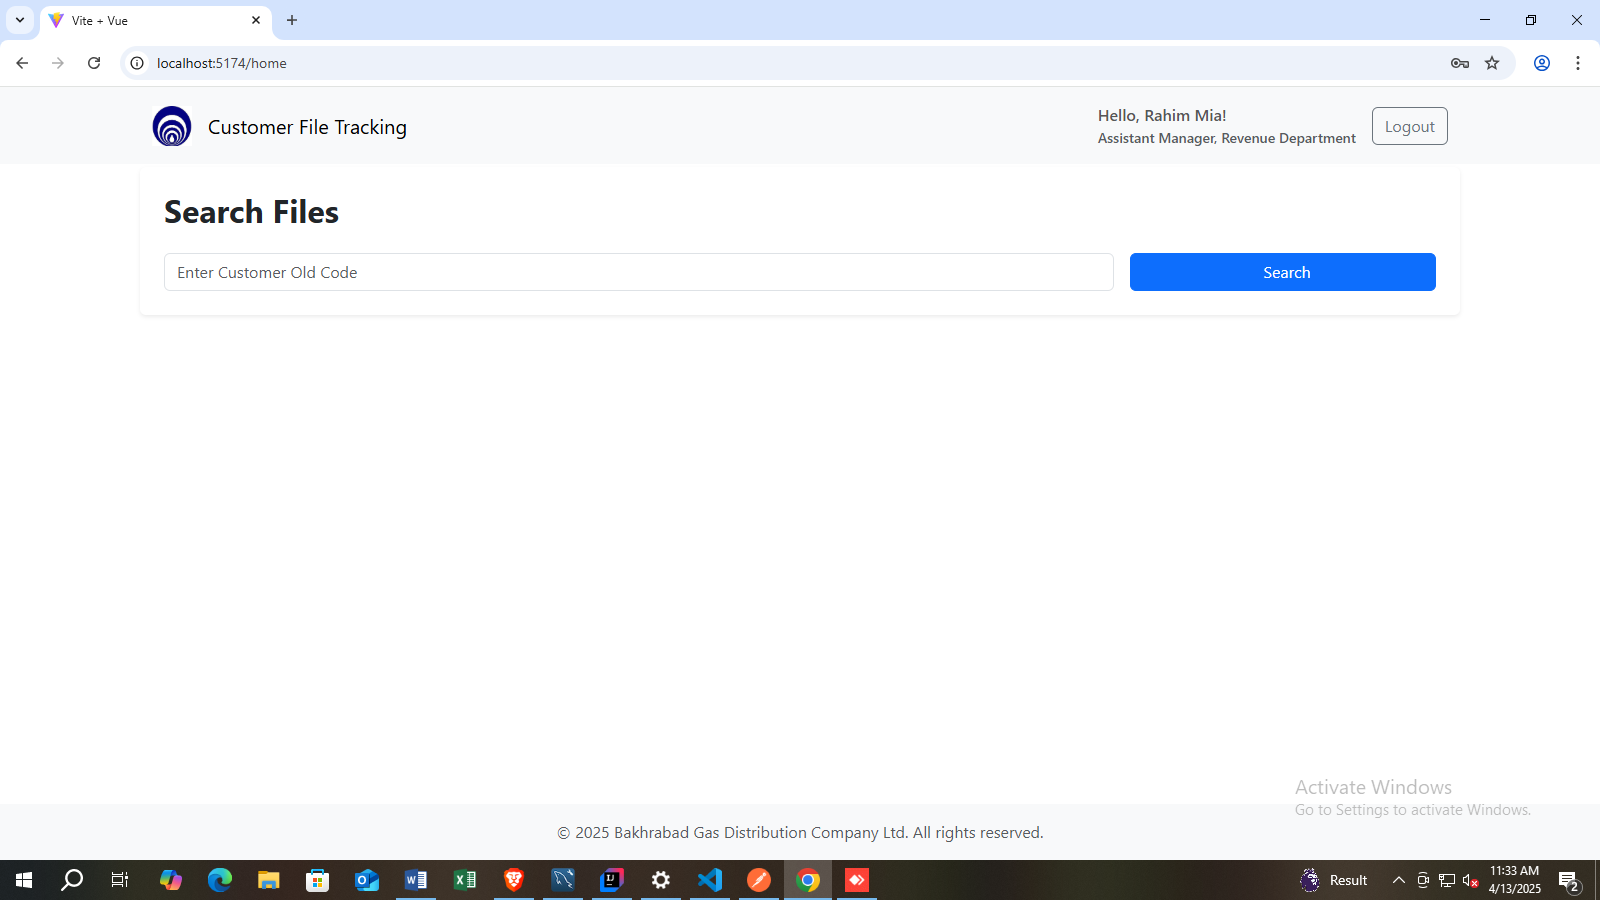 Vite + Vue
localhost:5174/home
Customer File Tracking
Hello, Rahim Mia!
Assistant Manager, Revenue Department
Logout
Search Files
Enter Customer Old Code
Search
Activate Windows
Go to Settings to activate Windows.
© 2025 Bakhrabad Gas Distribution Company Ltd. All rights reserved.
Result
11:33 AM
4/13/2025
2